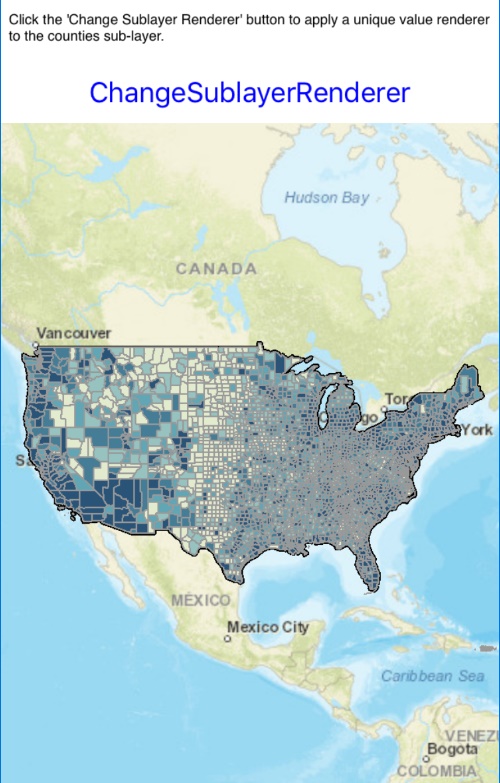 Click the 'Change Sublayer Renderer' button to apply a unique value renderer
to the counties sub-layer.
ChangeSublayerRenderer
Hudson Bay
CANADA
Vancouver
Tor
go
York
S
MÉXICO
Mexico City
Caribbean Sea
VENEZ
Bogota
COLOMBIA